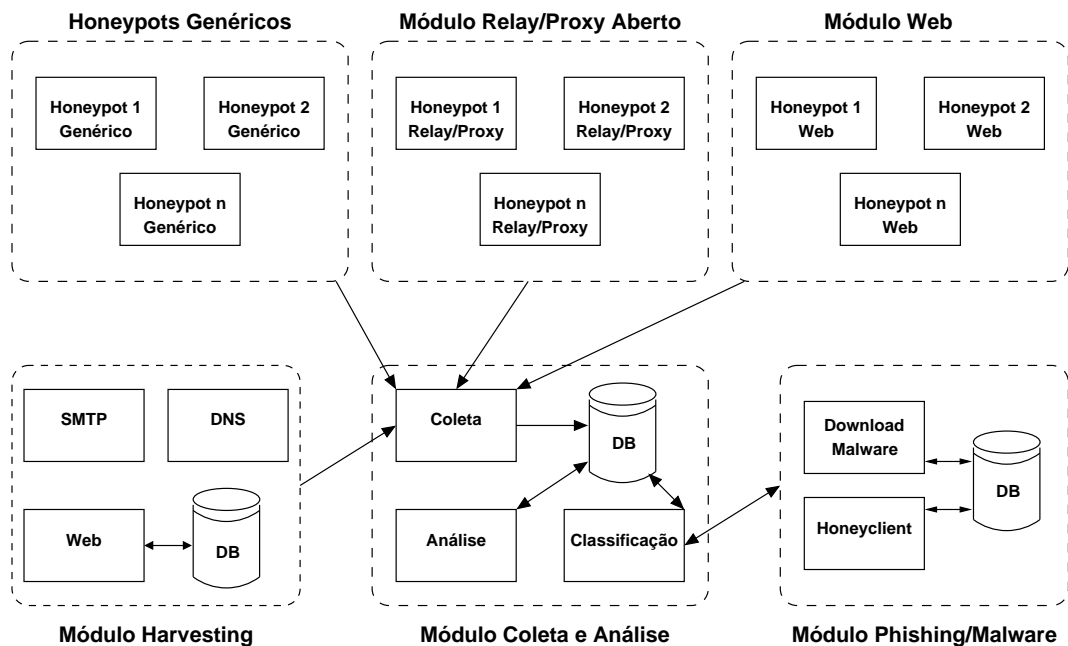 Honeypots Genéricos
Honeypot 1
Genérico
Honeypot 2
Genérico
Honeypot n
Genérico
Módulo Relay/Proxy Aberto
Honeypot 1
Relay/Proxy
Honeypot 2
Relay/Proxy
Honeypot n
Relay/Proxy
Módulo Web
Honeypot 1
Web
Honeypot 2
Web
Honeypot n
Web
SMTP
DNS
Web
DB
Módulo Harvesting
Coleta
DB
Análise
Classificação
Módulo Coleta e Análise
Download
Malware
Honeyclient
DB
Módulo Phishing/Malware